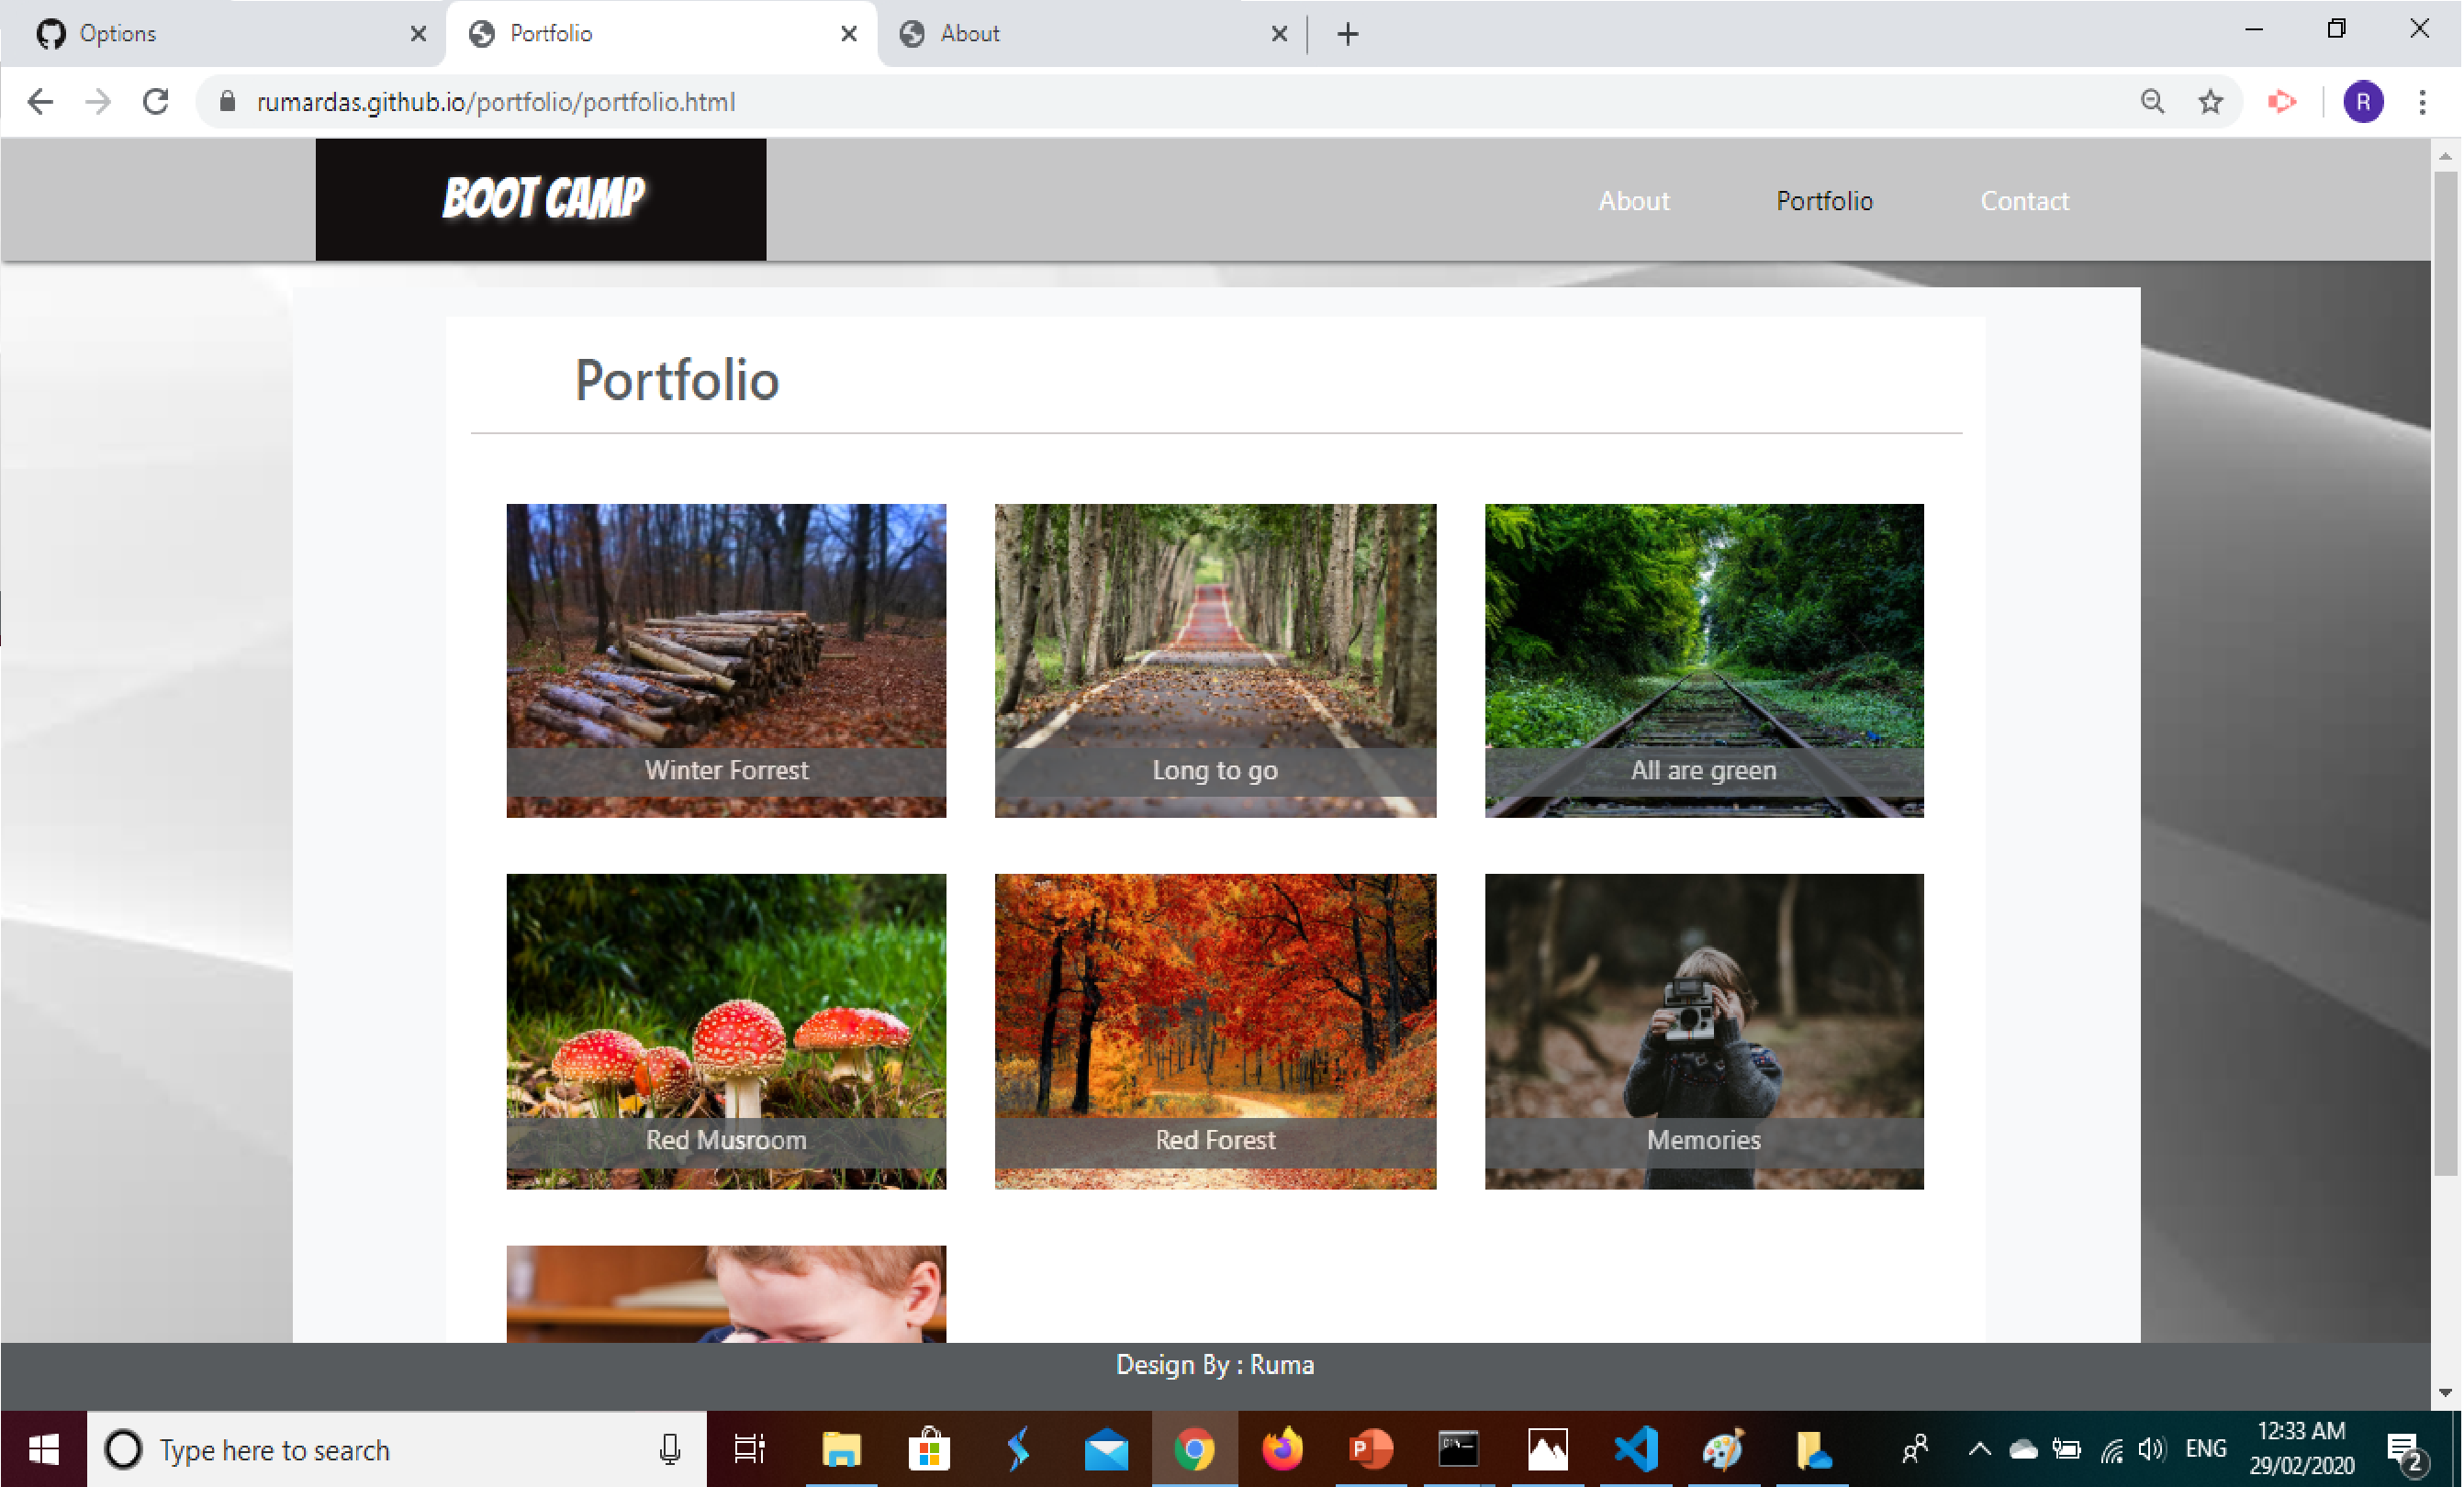 Options
Portfolio
About
rumardas.github.io/portfolio/portfolio.html
R
BOOT CAMP
About
Portfolio
Contact
Portfolio
Winter Forrest
Long to go
All are green
Red Musroom
Red Forest
Memories
Design By : Ruma
Type here to search
ENG
12:33 AM
29/02/2020
2